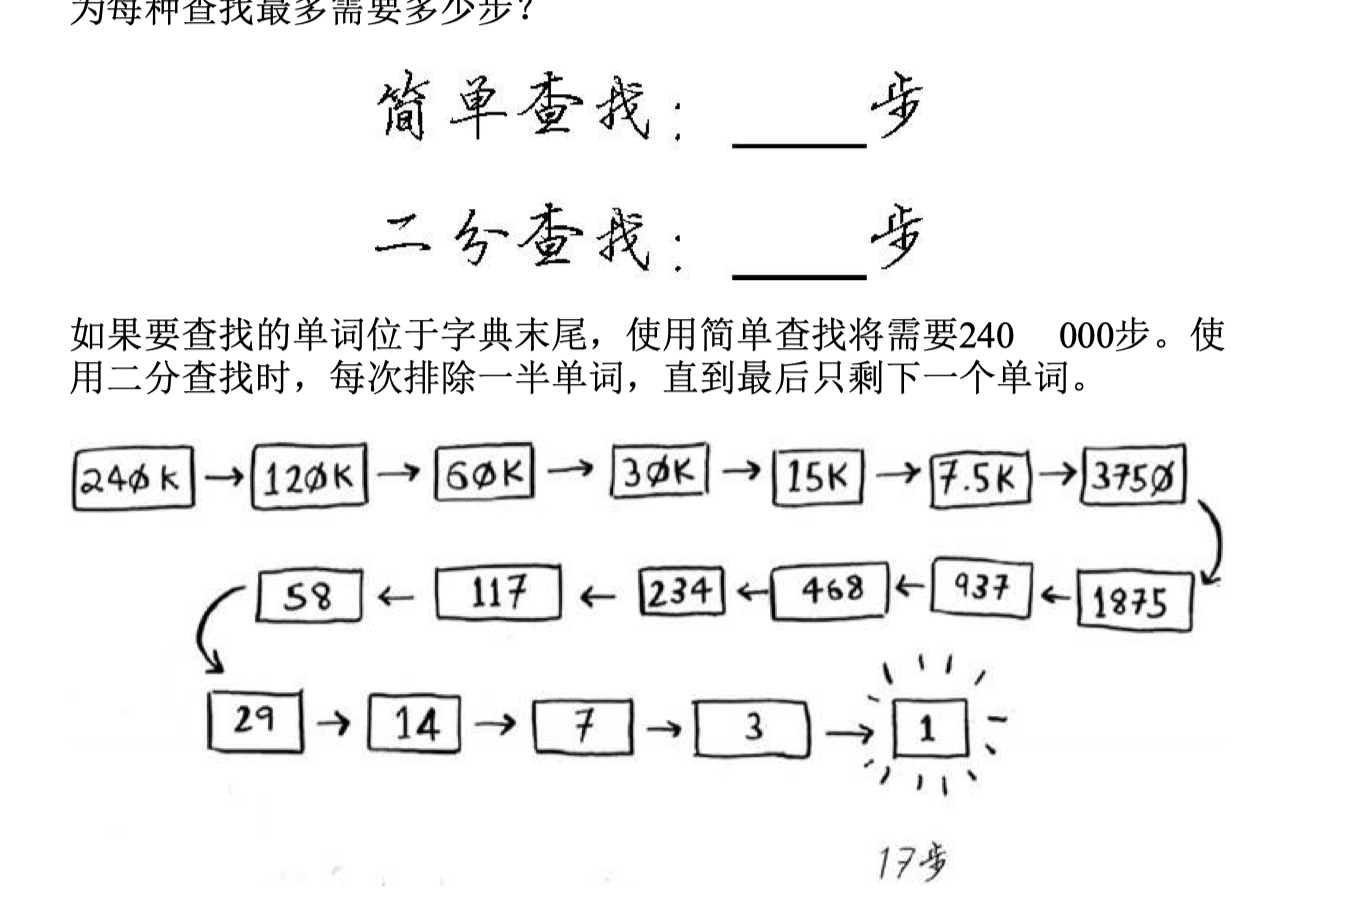 为每种查找最多需要多少步？
简单查找：____步
二分查找：____步
如果要查找的单词位于字典末尾，使用简单查找将需要240 000步。使
用二分查找时，每次排除一半单词，直到最后只剩下一个单词。
240K → 120K → 60K → 30K → 15K → 7.5K → 3750
58 ← 117 ← 234 ← 468 ← 937 ← 1875
29 → 14 → 7 → 3 → 1
17步